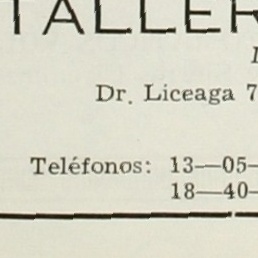 TALLER
Dr. Liceaga 7
Teléfonos: 13—05—
18—40—